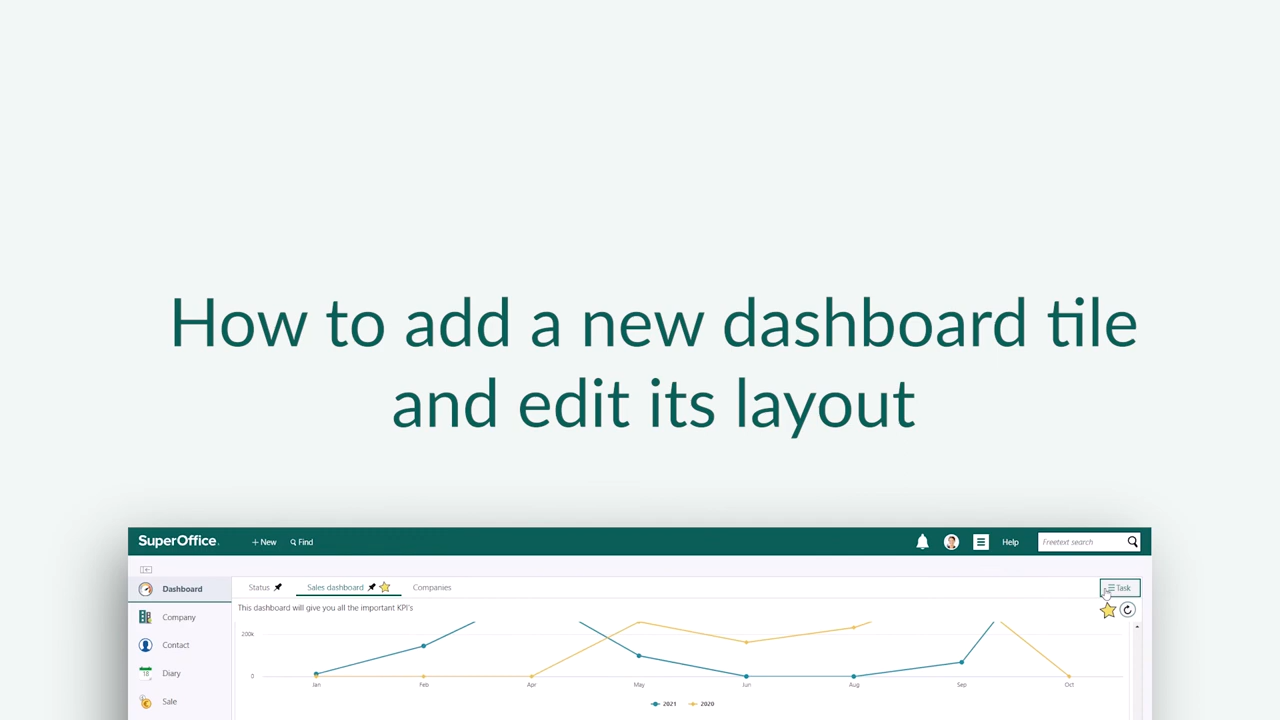 How to add a new dashboard tile
and edit its layout
SuperOffice. + New Find Help Freetext search
Dashboard Status Sales dashboard Companies Task
This dashboard will give you all the important KPI's
Company
200k
Contact
0
Jan Feb Apr May Jun Aug Sep Oct
18 Diary
Sale 2021 2020